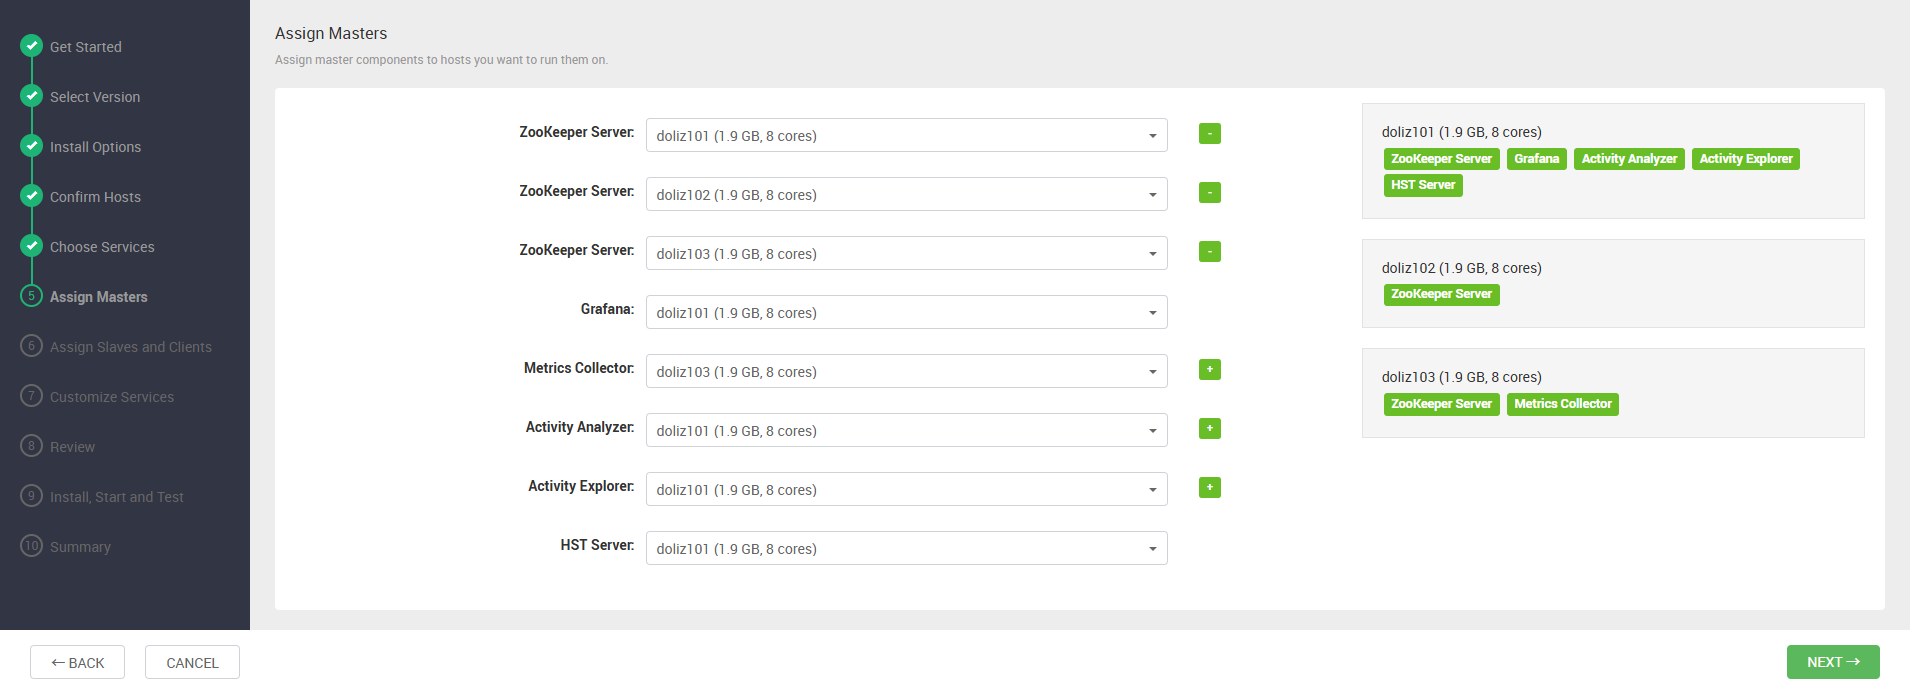 Get Started
Select Version
Install Options
Confirm Hosts
Choose Services
5 Assign Masters
6 Assign Slaves and Clients
7 Customize Services
8 Review
9 Install, Start and Test
10 Summary
Assign Masters
Assign master components to hosts you want to run them on.
ZooKeeper Server: doliz101 (1.9 GB, 8 cores) -
ZooKeeper Server: doliz102 (1.9 GB, 8 cores) -
ZooKeeper Server: doliz103 (1.9 GB, 8 cores) -
Grafana: doliz101 (1.9 GB, 8 cores)
Metrics Collector: doliz103 (1.9 GB, 8 cores) +
Activity Analyzer: doliz101 (1.9 GB, 8 cores) +
Activity Explorer: doliz101 (1.9 GB, 8 cores) +
HST Server: doliz101 (1.9 GB, 8 cores)
doliz101 (1.9 GB, 8 cores)
ZooKeeper Server Grafana Activity Analyzer Activity Explorer
HST Server
doliz102 (1.9 GB, 8 cores)
ZooKeeper Server
doliz103 (1.9 GB, 8 cores)
ZooKeeper Server Metrics Collector
← BACK CANCEL NEXT →